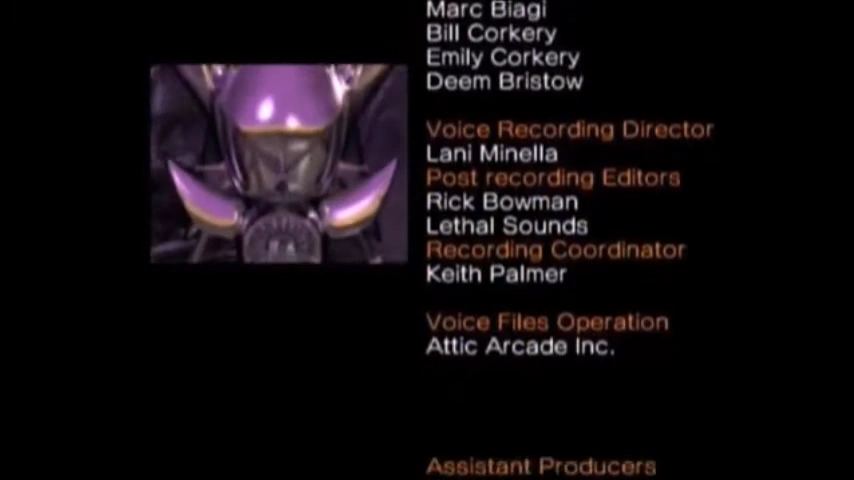 Marc Biagi
Bill Corkery
Emily Corkery
Deem Bristow
Voice Recording Director
Lani Minella
Post recording Editors
Rick Bowman
Lethal Sounds
Recording Coordinator
Keith Palmer
Voice Files Operation
Attic Arcade Inc.
Assistant Producers